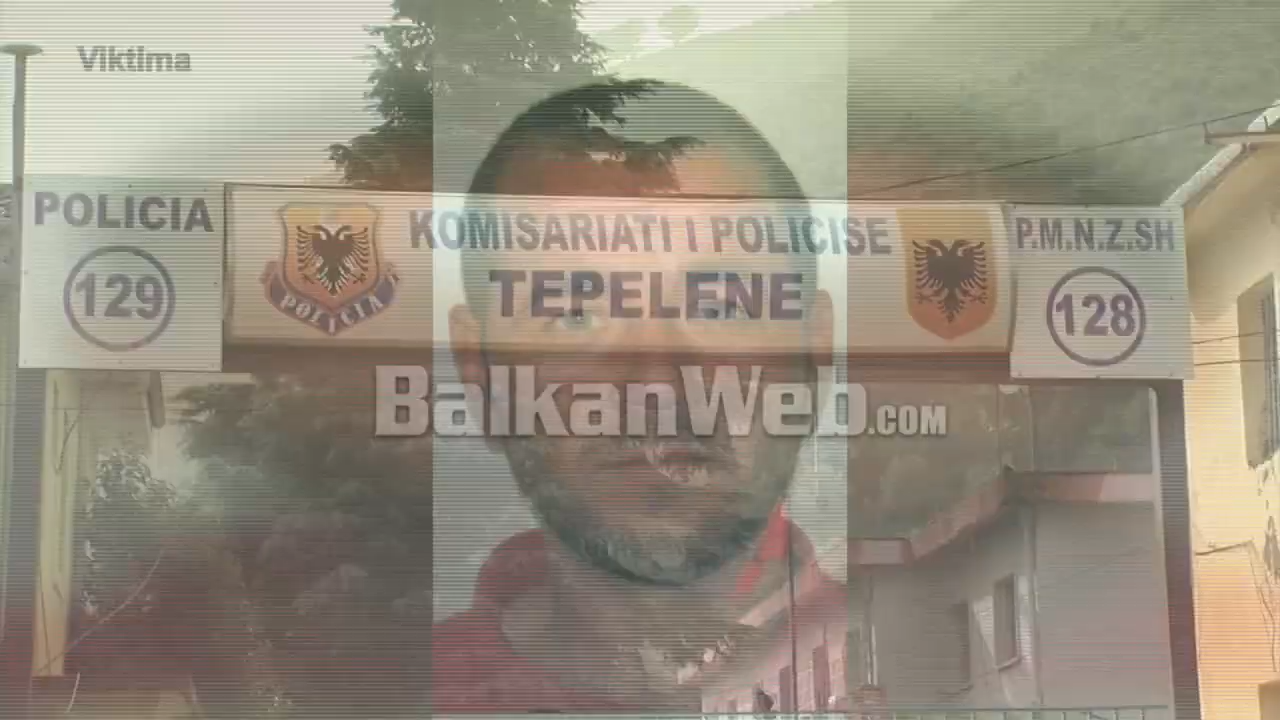 Viktima
POLICIA
129
POLICIA
KOMISARIATI I POLICISE
TEPELENE
P.M.N.Z.SH
128
BALKANWEB.COM